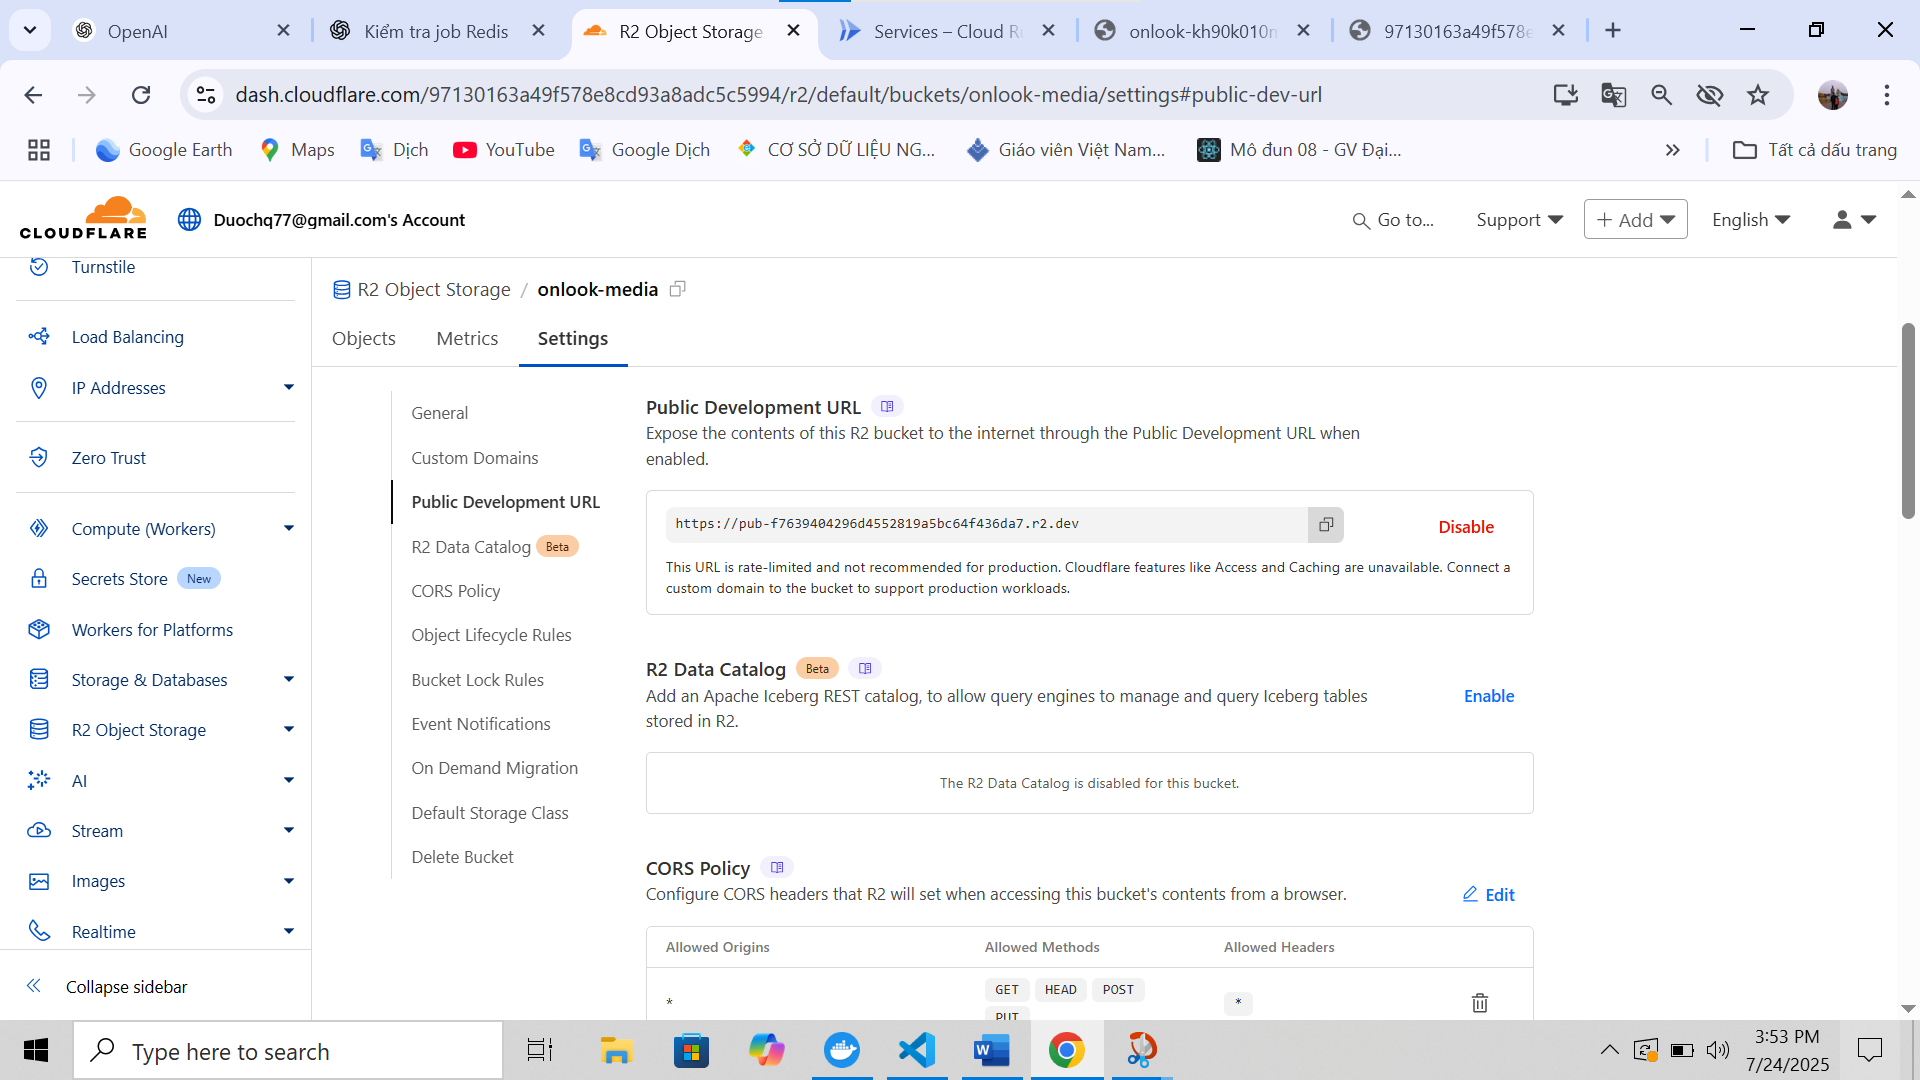 OpenAI
Kiểm tra job Redis
R2 Object Storage
Services – Cloud R
onlook-kh90k010m
97130163a49f578e
dash.cloudflare.com/97130163a49f578e8cd93a8adc5c5994/r2/default/buckets/onlook-media/settings#public-dev-url
Google Earth
Maps
Dịch
YouTube
Google Dịch
CƠ SỞ DỮ LIỆU NG...
Giáo viên Việt Nam...
Mô đun 08 - GV Đại...
Tất cả dấu trang
CLOUDFLARE
Duochq77@gmail.com's Account
Go to...
Support
+ Add
English
Turnstile
Load Balancing
IP Addresses
Zero Trust
Compute (Workers)
Secrets Store New
Workers for Platforms
Storage & Databases
R2 Object Storage
AI
Stream
Images
Realtime
Collapse sidebar
R2 Object Storage / onlook-media
Objects
Metrics
Settings
General
Custom Domains
Public Development URL
R2 Data Catalog Beta
CORS Policy
Object Lifecycle Rules
Bucket Lock Rules
Event Notifications
On Demand Migration
Default Storage Class
Delete Bucket
Public Development URL
Expose the contents of this R2 bucket to the internet through the Public Development URL when
enabled.
https://pub-f7639404296d4552819a5bc64f436da7.r2.dev
Disable
This URL is rate-limited and not recommended for production. Cloudflare features like Access and Caching are unavailable. Connect a
custom domain to the bucket to support production workloads.
R2 Data Catalog Beta
Add an Apache Iceberg REST catalog, to allow query engines to manage and query Iceberg tables
stored in R2.
Enable
The R2 Data Catalog is disabled for this bucket.
CORS Policy
Configure CORS headers that R2 will set when accessing this bucket's contents from a browser.
Edit
Allowed Origins
Allowed Methods
Allowed Headers
*
GET HEAD POST
PUT
*
Type here to search
3:53 PM
7/24/2025